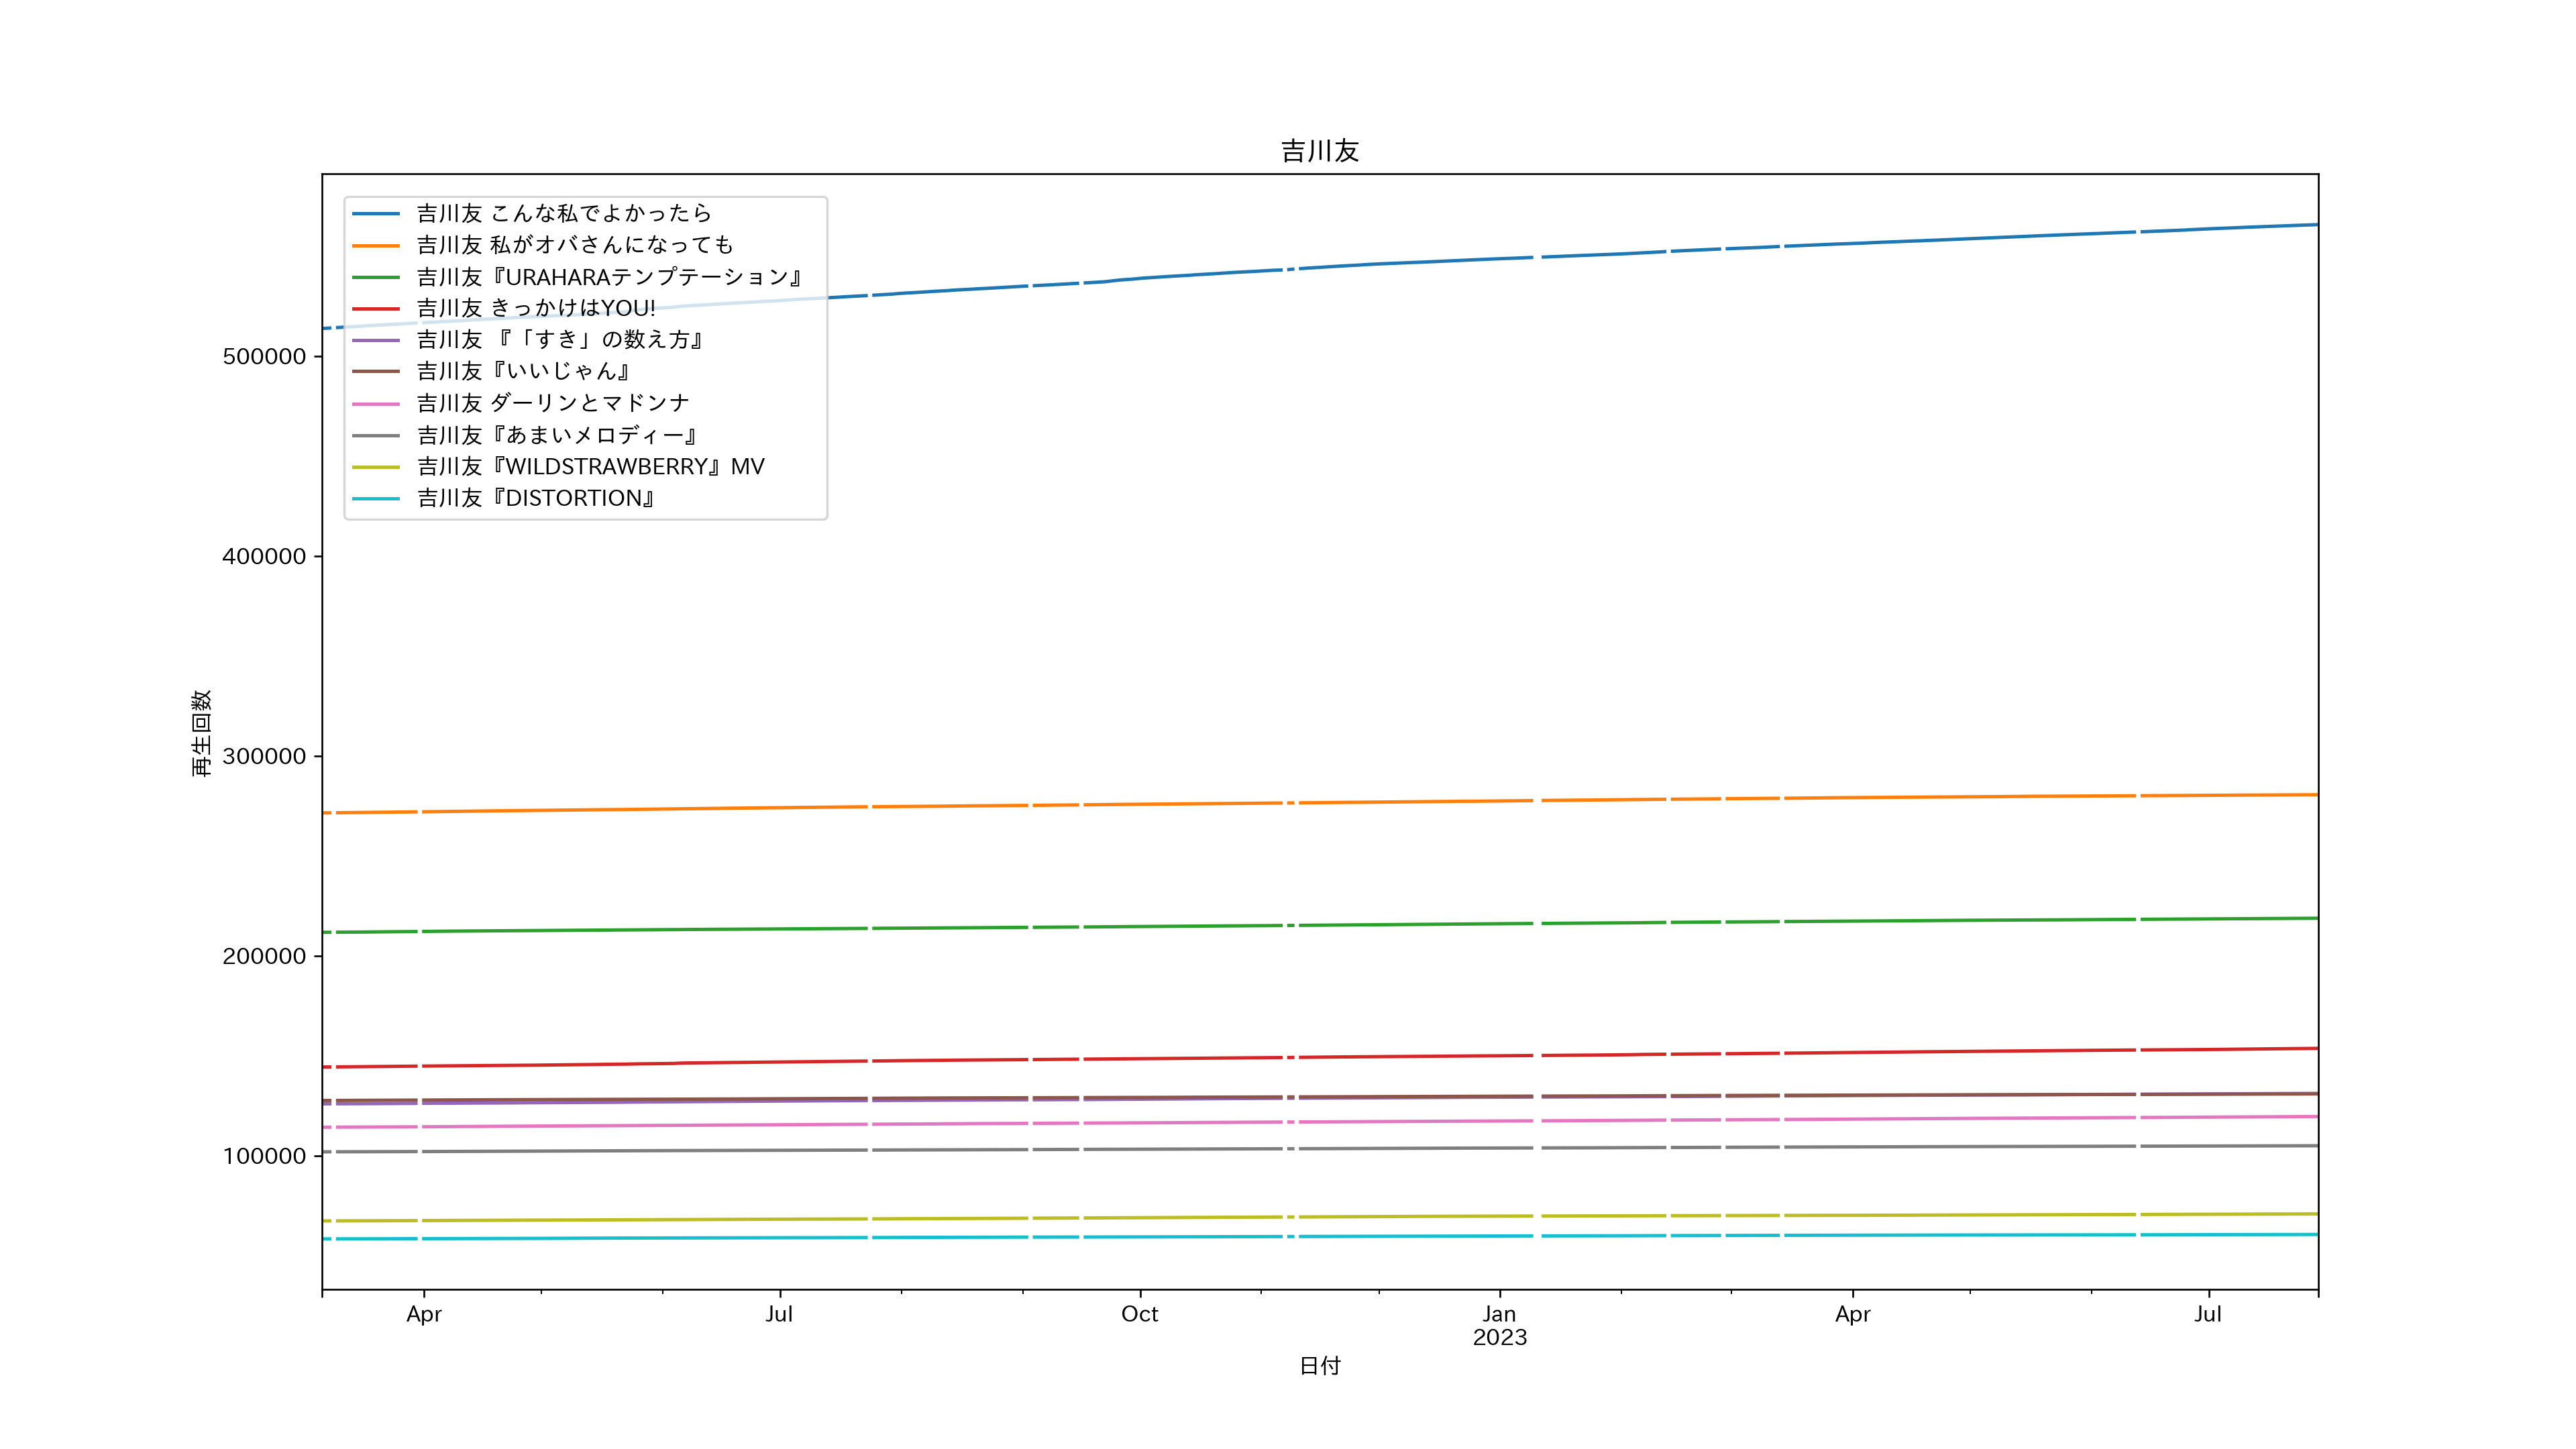 吉川友
吉川友 こんな私でよかったら
吉川友 私がオバさんになっても
吉川友『URAHARAテンプテーション』
吉川友 きっかけはYOU!
吉川友 『「すき」の数え方』
吉川友『いいじゃん』
吉川友 ダーリンとマドンナ
吉川友『あまいメロディー』
吉川友『WILDSTRAWBERRY』MV
吉川友『DISTORTION』
再生回数
500000
400000
300000
200000
100000
Apr
Jul
Oct
Jan
2023
Apr
Jul
日付